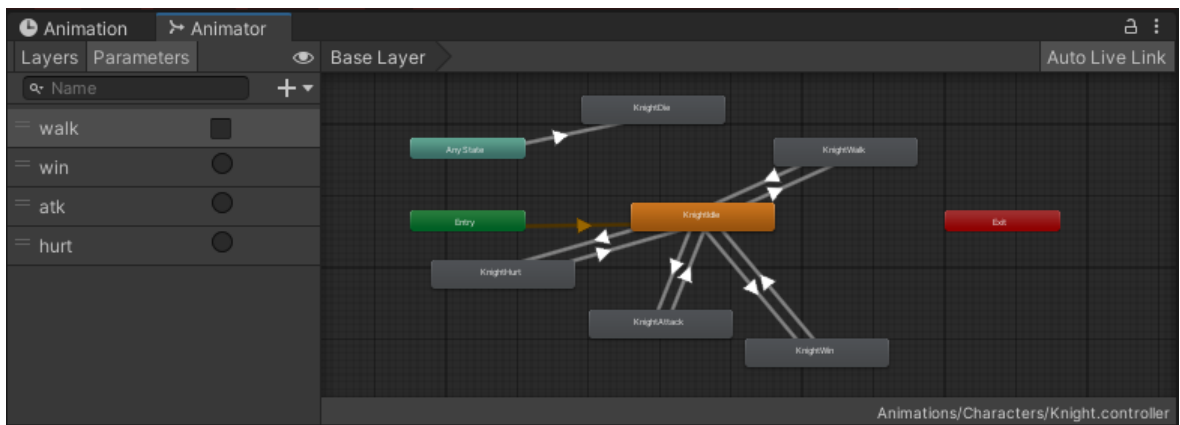 Animation Animator
Layers Parameters Base Layer Auto Live Link
Name
walk
win
atk
hurt
KnightDie
Any State
KnightWalk
KnightIdle
Entry
Exit
KnightHurt
KnightAttack
KnightWin
Animations/Characters/Knight.controller